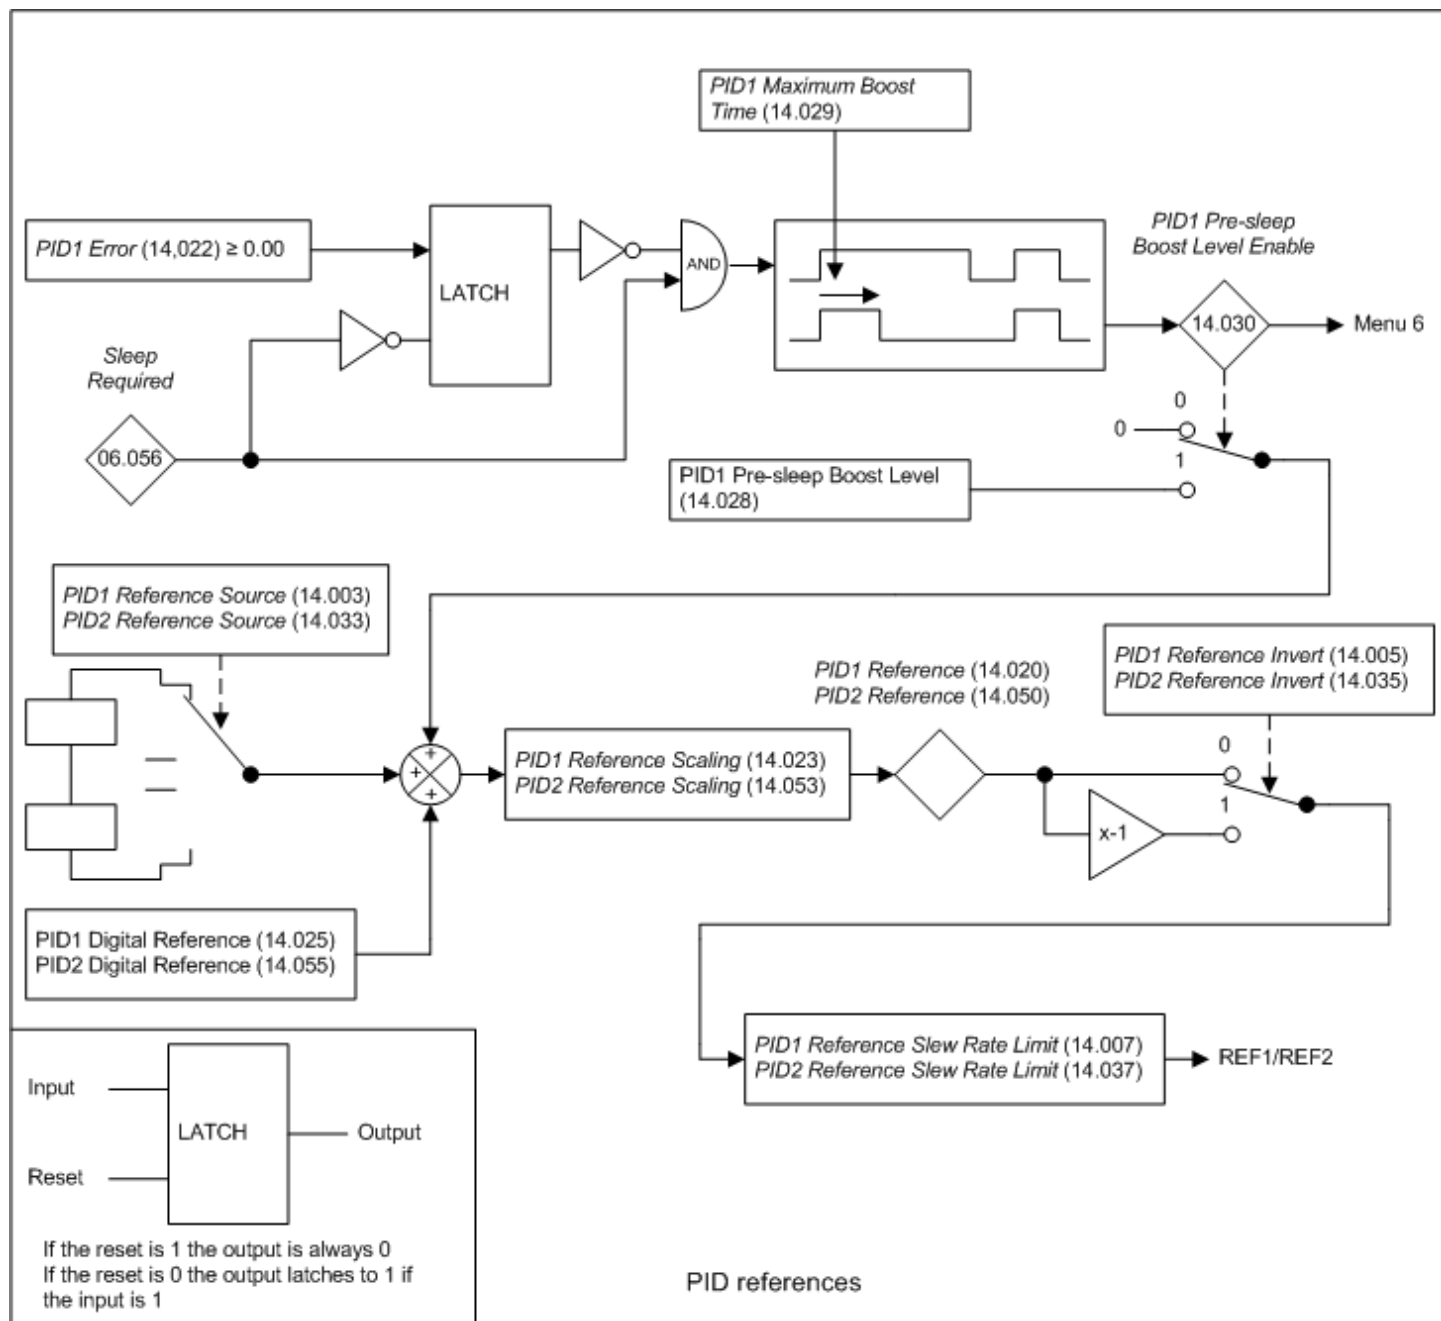 PID1 Maximum Boost
Time (14.029)
PID1 Error (14,022) ≥ 0.00
LATCH
AND
PID1 Pre-sleep
Boost Level Enable
14.030
Menu 6
Sleep
Required
06.056
0
0
1
PID1 Pre-sleep Boost Level
(14.028)
PID1 Reference Source (14.003)
PID2 Reference Source (14.033)
+
+
+
PID1 Reference Scaling (14.023)
PID2 Reference Scaling (14.053)
PID1 Reference (14.020)
PID2 Reference (14.050)
PID1 Reference Invert (14.005)
PID2 Reference Invert (14.035)
0
1
x-1
PID1 Digital Reference (14.025)
PID2 Digital Reference (14.055)
PID1 Reference Slew Rate Limit (14.007)
PID2 Reference Slew Rate Limit (14.037)
REF1/REF2
Input
LATCH
Output
Reset
If the reset is 1 the output is always 0
If the reset is 0 the output latches to 1 if
the input is 1
PID references